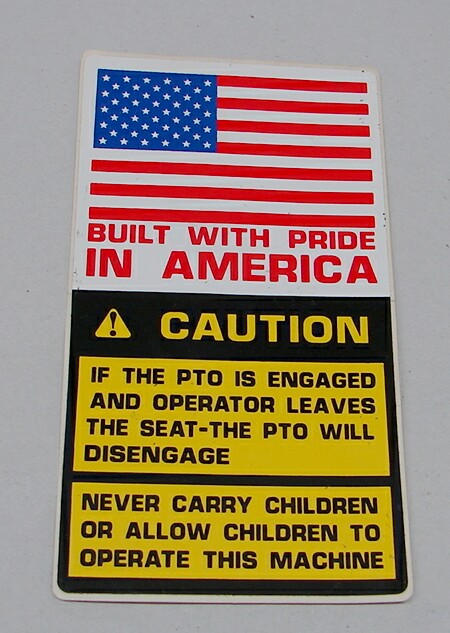 BUILT WITH PRIDE
IN AMERICA
CAUTION
IF THE PTO IS ENGAGED
AND OPERATOR LEAVES
THE SEAT-THE PTO WILL
DISENGAGE
NEVER CARRY CHILDREN
OR ALLOW CHILDREN TO
OPERATE THIS MACHINE